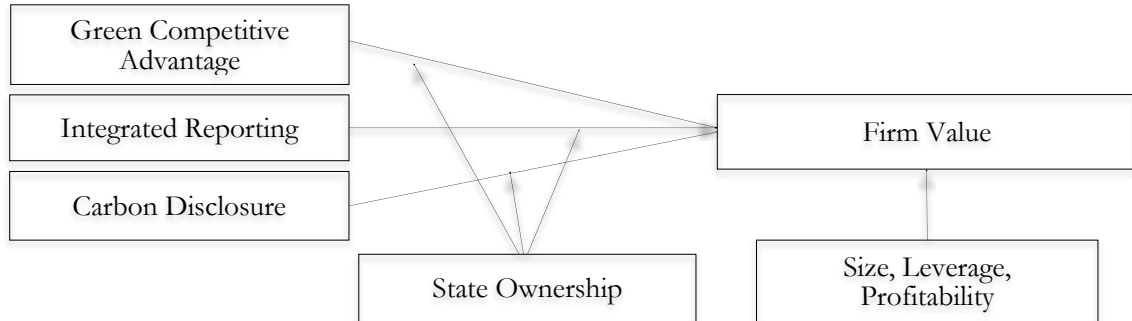 Green Competitive
Advantage
Integrated Reporting
Firm Value
Carbon Disclosure
State Ownership
Size, Leverage,
Profitability